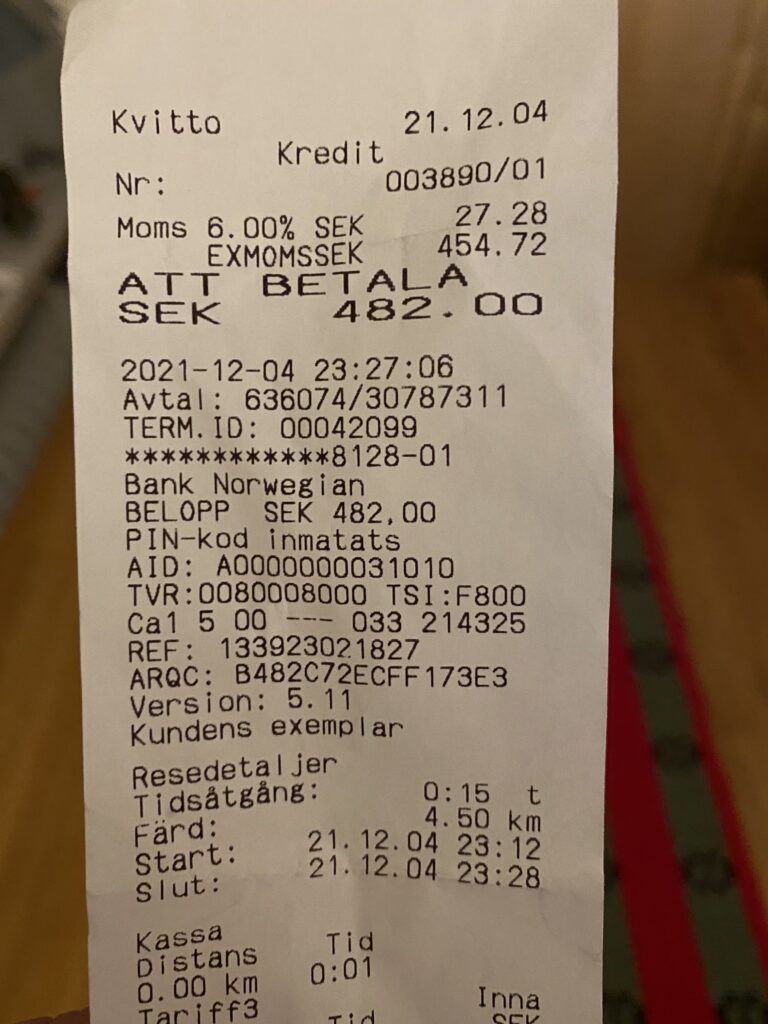 Kvitto 21.12.04
Kredit
Nr: 003890/01
Moms 6.00% SEK 27.28
EXMOMSSEK 454.72
ATT BETALA
SEK 482.00
2021-12-04 23:27:06
Avtal: 636074/30787311
TERM.ID: 00042099
************8128-01
Bank Norwegian
BELOPP SEK 482,00
PIN-kod inmatats
AID: A0000000031010
TVR:0080008000 TSI:F800
Ca1 5 00 --- 033 214325
REF: 133923021827
ARQC: B482C72ECFF173E3
Version: 5.11
Kundens exemplar
Resedetaljer
Tidsåtgång: 0:15 t
Färd: 4.50 km
Start: 21.12.04 23:12
Slut: 21.12.04 23:28
Kassa
Distans Tid
0.00 km 0:01
Tariff3 Inna
Tid SEK